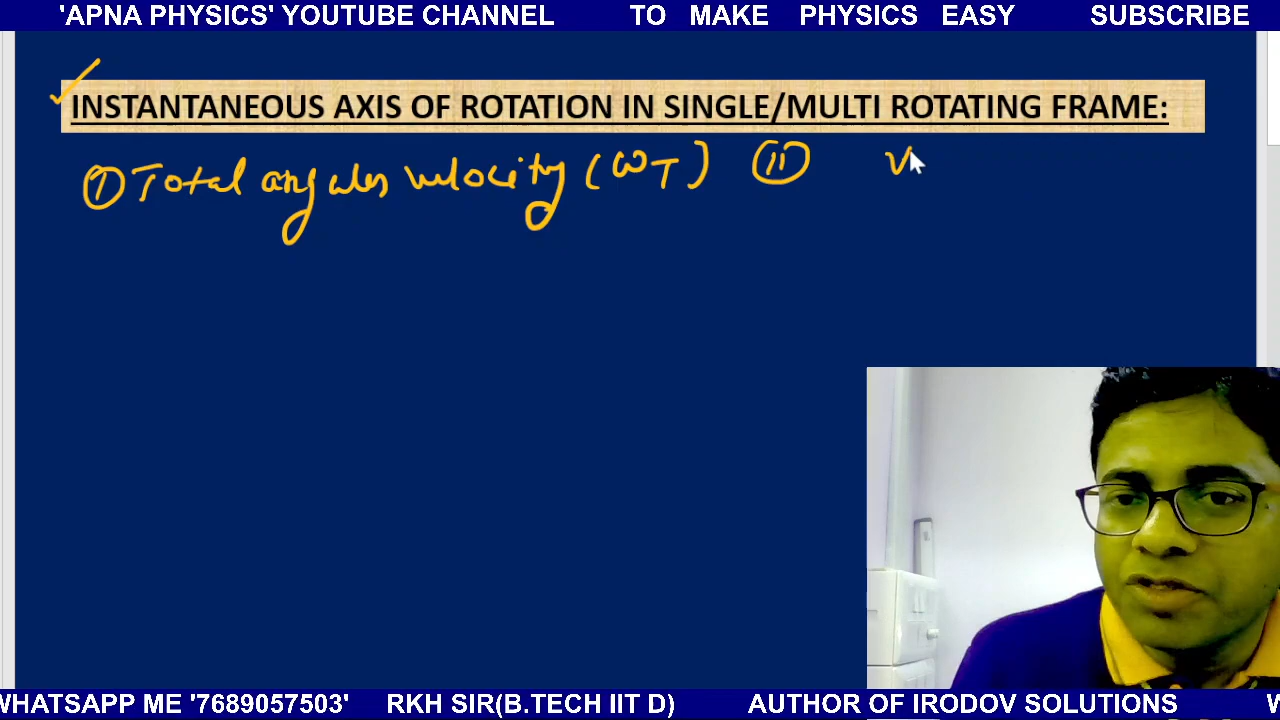 'APNA PHYSICS' YOUTUBE CHANNEL TO MAKE PHYSICS EASY SUBSCRIBE
INSTANTANEOUS AXIS OF ROTATION IN SINGLE/MULTI ROTATING FRAME:
① Total angular velocity (ωT) ⑪ V
WHATSAPP ME '7689057503' RKH SIR(B.TECH IIT D) AUTHOR OF IRODOV SOLUTIONS W